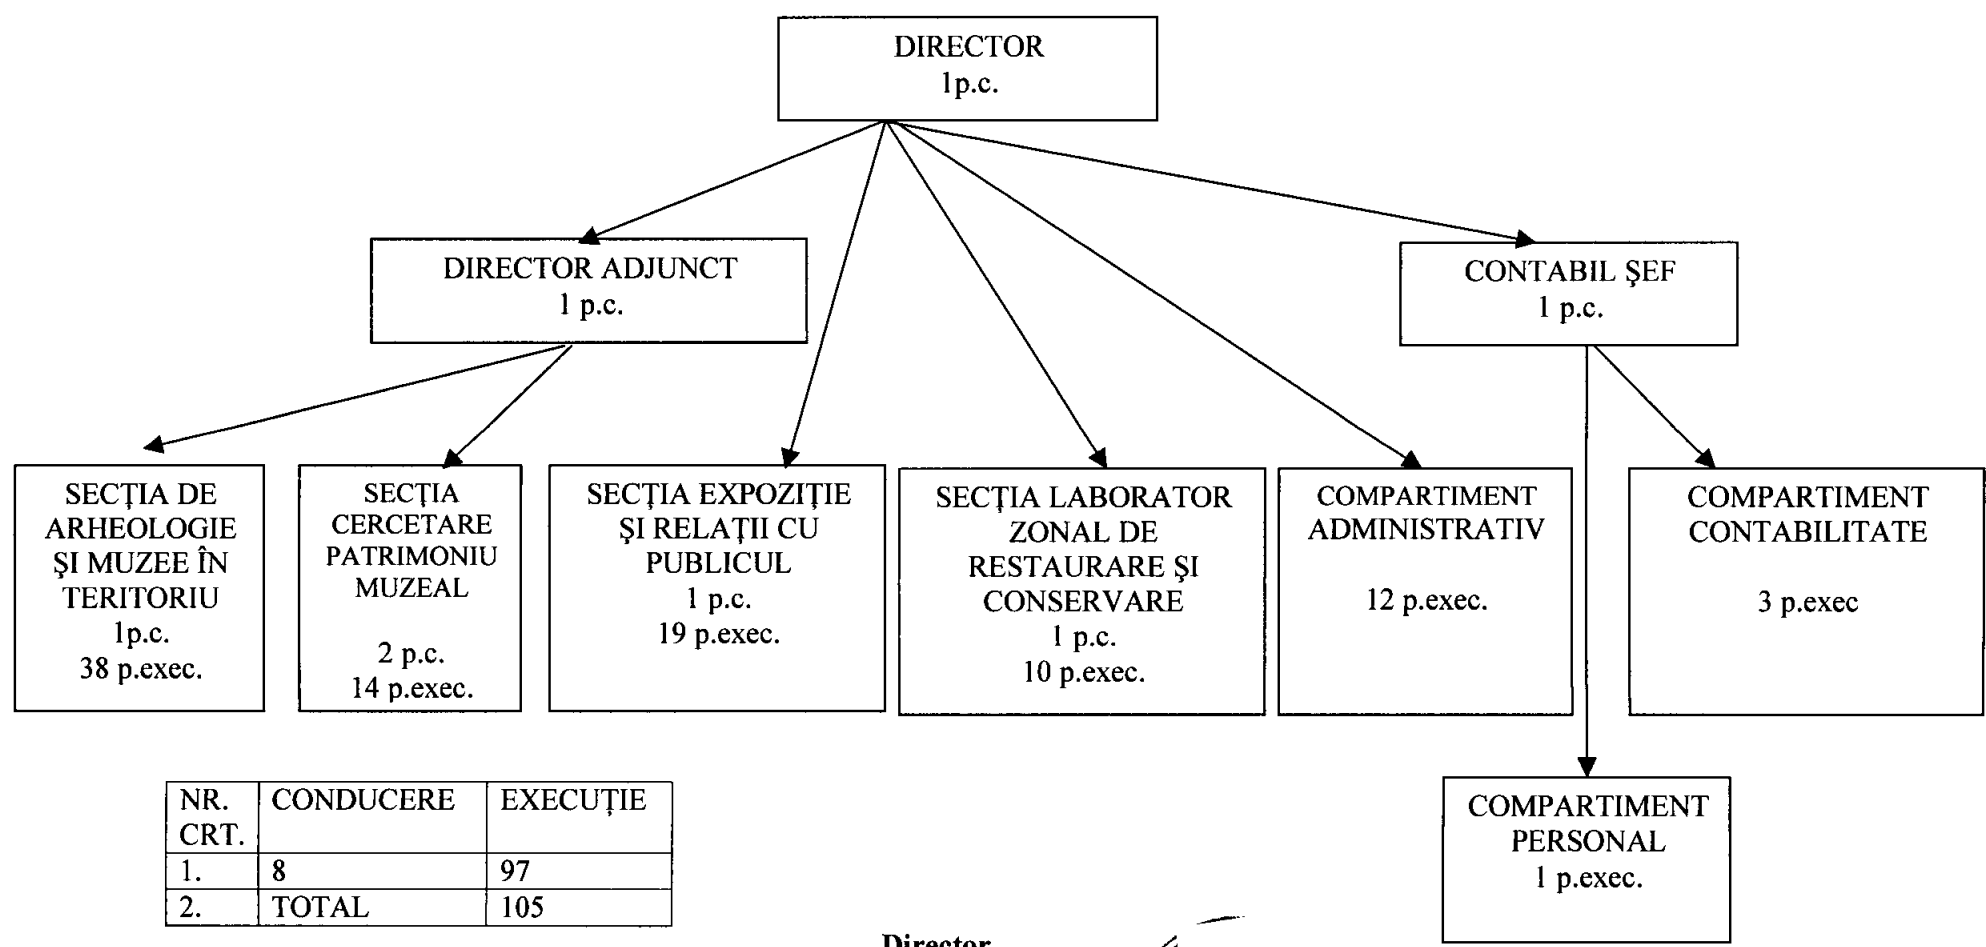 DIRECTOR
1p.c.
DIRECTOR ADJUNCT
1 p.c.
CONTABIL ŞEF
1 p.c.
SECŢIA DE
ARHEOLOGIE
ŞI MUZEE ÎN
TERITORIU
1p.c.
38 p.exec.
SECŢIA
CERCETARE
PATRIMONIU
MUZEAL
2 p.c.
14 p.exec.
SECŢIA EXPOZIŢIE
ŞI RELAŢII CU
PUBLICUL
1 p.c.
19 p.exec.
SECŢIA LABORATOR
ZONAL DE
RESTAURARE ŞI
CONSERVARE
1 p.c.
10 p.exec.
COMPARTIMENT
ADMINISTRATIV
12 p.exec.
COMPARTIMENT
CONTABILITATE
3 p.exec
COMPARTIMENT
PERSONAL
1 p.exec.
NR. CONDUCERE EXECUŢIE
CRT.
1. 8 97
2. TOTAL 105
Director